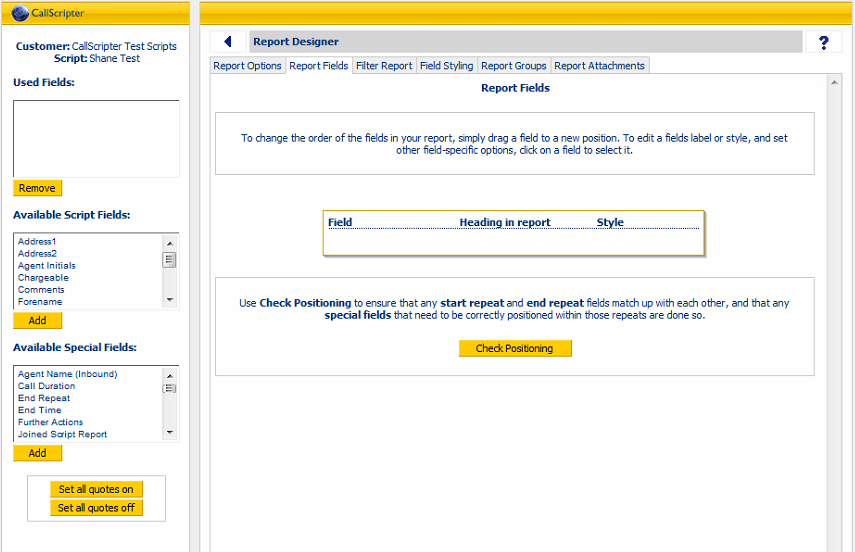 CallScripter
Customer: CallScripter Test Scripts
Script: Shane Test
Used Fields:
Remove
Available Script Fields:
Address1
Address2
Agent Initials
Chargeable
Comments
Forename
Add
Available Special Fields:
Agent Name (Inbound)
Call Duration
End Repeat
End Time
Further Actions
Joined Script Report
Add
Set all quotes on
Set all quotes off
Report Designer
?
Report Options Report Fields Filter Report Field Styling Report Groups Report Attachments
Report Fields
To change the order of the fields in your report, simply drag a field to a new position. To edit a fields label or style, and set
other field-specific options, click on a field to select it.
Field Heading in report Style
Use Check Positioning to ensure that any start repeat and end repeat fields match up with each other, and that any
special fields that need to be correctly positioned within those repeats are done so.
Check Positioning